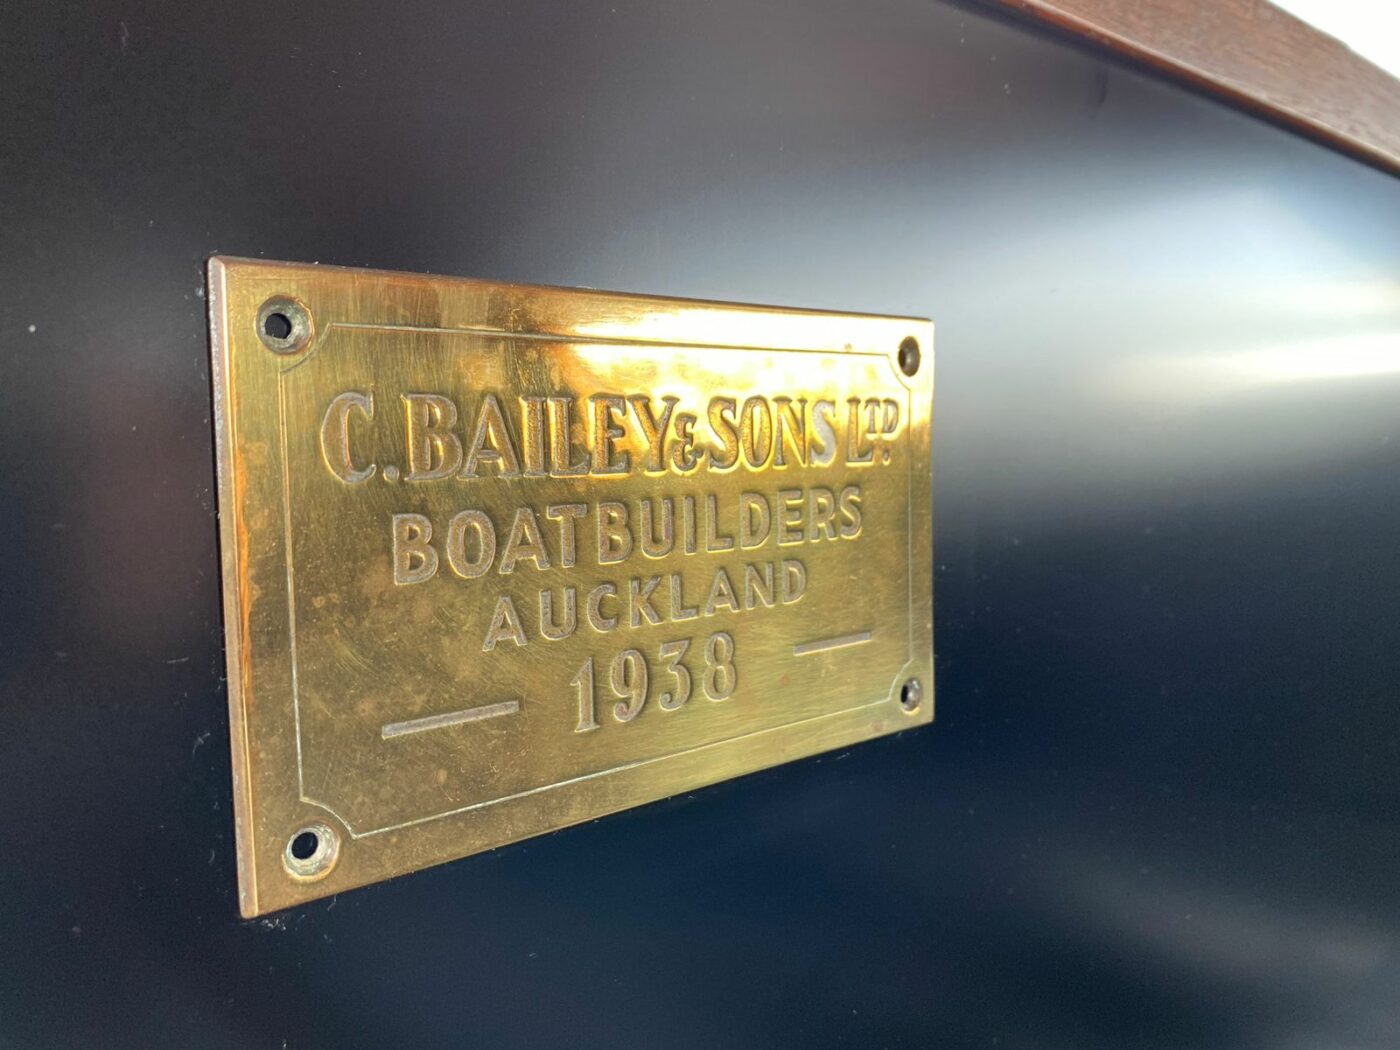 C. BAILEY & SONS LTD.
BOATBUILDERS
AUCKLAND
— 1938 —